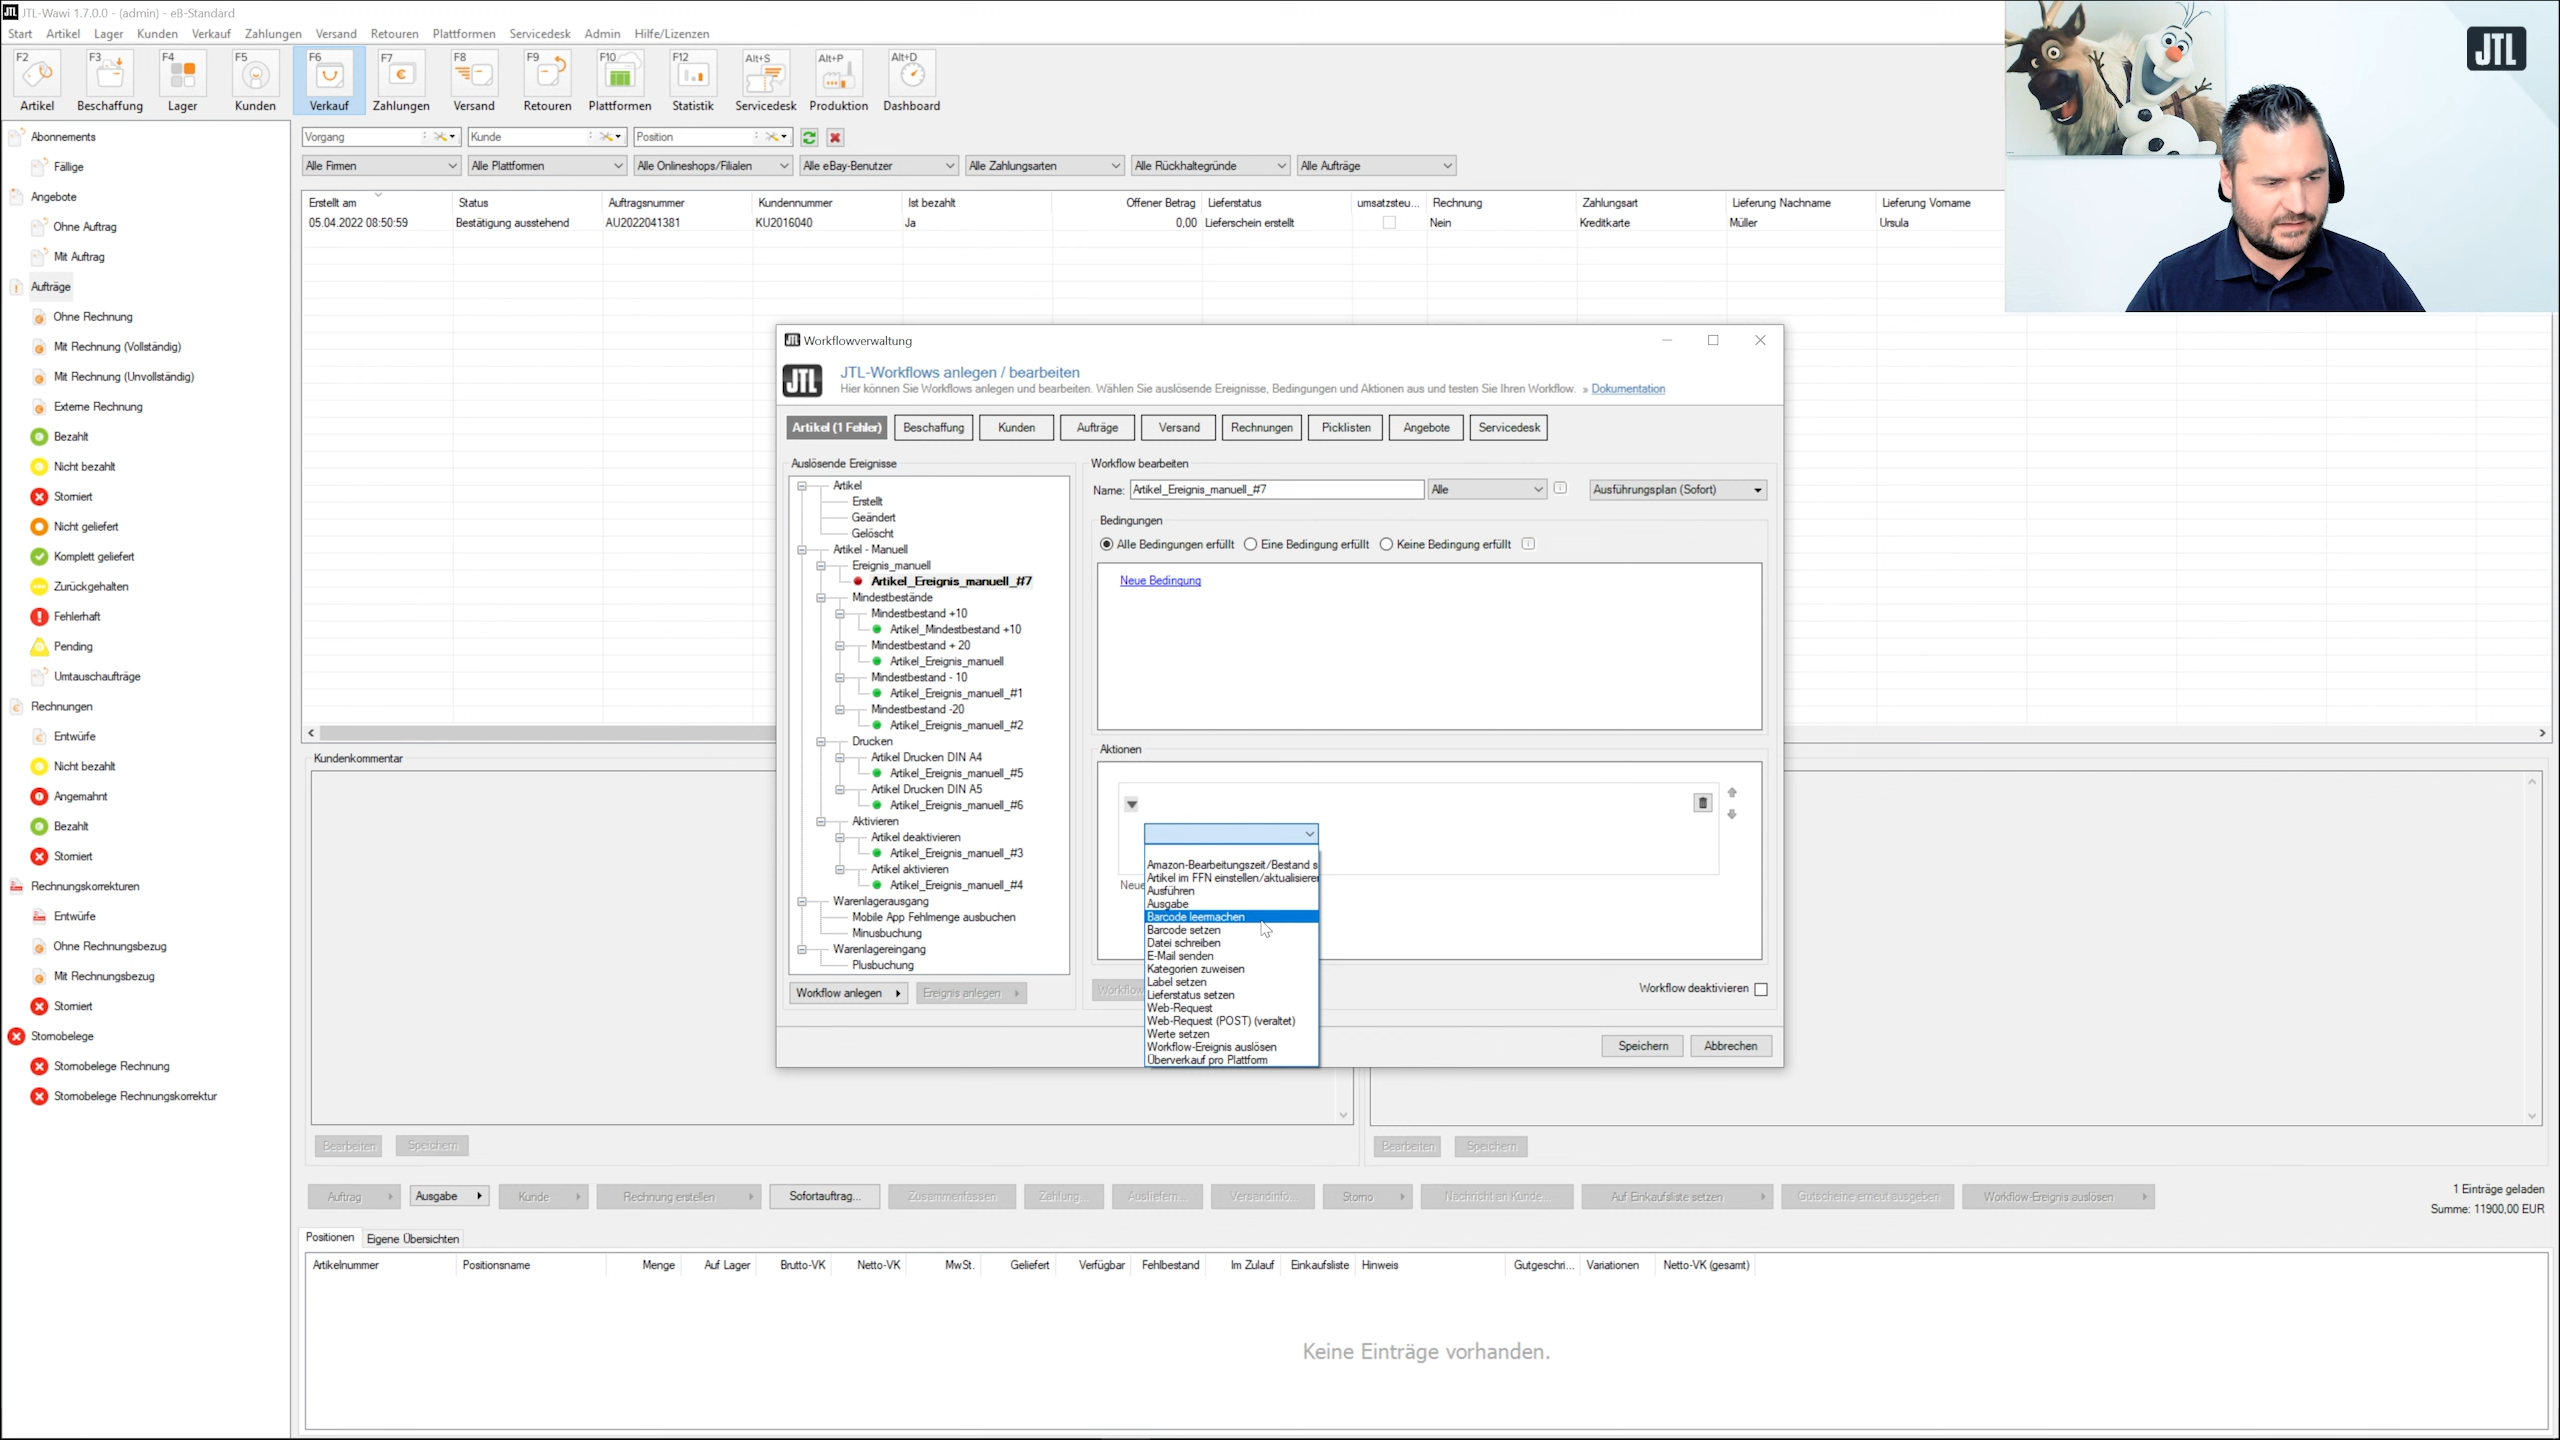 JTL-Wawi 1.7.0.0 - (admin) - eB-Standard
Start Artikel Lager Kunden Verkauf Zahlungen Versand Retouren Plattformen Servicedesk Admin Hilfe/Lizenzen
F2 F3 F4 F5 F6 F7 F8 F9 F10 F12 Alt+S Alt+P Alt+D
Artikel Beschaffung Lager Kunden Verkauf Zahlungen Versand Retouren Plattformen Statistik Servicedesk Produktion Dashboard
JTL
Abonnements
Fällige
Angebote
Ohne Auftrag
Mit Auftrag
Aufträge
Ohne Rechnung
Mit Rechnung (Vollständig)
Mit Rechnung (Unvollständig)
Externe Rechnung
Bezahlt
Nicht bezahlt
Storniert
Nicht geliefert
Komplett geliefert
Zurückgehalten
Fehlerhaft
Pending
Umtauschaufträge
Rechnungen
Entwürfe
Nicht bezahlt
Angemahnt
Bezahlt
Storniert
Rechnungskorrekturen
Entwürfe
Ohne Rechnungsbezug
Mit Rechnungsbezug
Storniert
Stornobelege
Stornobelege Rechnung
Stornobelege Rechnungskorrektur
Vorgang Kunde Position
Alle Firmen Alle Plattformen Alle Onlineshops/Filialen Alle eBay-Benutzer Alle Zahlungsarten Alle Rückhaltegründe Alle Aufträge
Erstellt am Status Auftragsnummer Kundennummer Ist bezahlt Offener Betrag Lieferstatus umsatzsteu... Rechnung Zahlungsart Lieferung Nachname Lieferung Vorname
05.04.2022 08:50:59 Bestätigung ausstehend AU2022041381 KU2016040 Ja 0,00 Lieferschein erstellt Nein Kreditkarte Müller Ursula
Kundenkommentar
JTL Workflowverwaltung
JTL
JTL-Workflows anlegen / bearbeiten
Hier können Sie Workflows anlegen und bearbeiten. Wählen Sie auslösende Ereignisse, Bedingungen und Aktionen aus und testen Sie Ihren Workflow. » Dokumentation
Artikel (1 Fehler) Beschaffung Kunden Aufträge Versand Rechnungen Picklisten Angebote Servicedesk
Auslösende Ereignisse
Artikel
Erstellt
Geändert
Gelöscht
Artikel - Manuell
Ereignis_manuell
Artikel_Ereignis_manuell_#7
Mindestbestände
Mindestbestand +10
Artikel_Mindestbestand +10
Mindestbestand + 20
Artikel_Ereignis_manuell
Mindestbestand - 10
Artikel_Ereignis_manuell_#1
Mindestbestand -20
Artikel_Ereignis_manuell_#2
Drucken
Artikel Drucken DIN A4
Artikel_Ereignis_manuell_#5
Artikel Drucken DIN A5
Artikel_Ereignis_manuell_#6
Aktivieren
Artikel deaktivieren
Artikel_Ereignis_manuell_#3
Artikel aktivieren
Artikel_Ereignis_manuell_#4
Warenlagerausgang
Mobile App Fehlmenge ausbuchen
Minusbuchung
Warenlagereingang
Plusbuchung
Workflow anlegen Ereignis anlegen
Workflow bearbeiten
Name: Artikel_Ereignis_manuell_#7 Alle Ausführungsplan (Sofort)
Bedingungen
Alle Bedingungen erfüllt Eine Bedingung erfüllt Keine Bedingung erfüllt
Neue Bedingung
Aktionen
Neue
Amazon-Bearbeitungszeit/Bestand s
Artikel im FFN einstellen/aktualisieren
Ausführen
Ausgabe
Barcode leermachen
Barcode setzen
Datei schreiben
E-Mail senden
Kategorien zuweisen
Label setzen
Lieferstatus setzen
Web-Request
Web-Request (POST) (veraltet)
Werte setzen
Workflow-Ereignis auslösen
Überverkauf pro Plattform
Workflow
Workflow deaktivieren
Speichern Abbrechen
Bearbeiten Speichern Bearbeiten Speichern
Auftrag Ausgabe Kunde Rechnung erstellen Sofortauftrag... Zusammenfassen Zahlung... Ausliefern... Versandinfo... Storno Nachricht an Kunde... Auf Einkaufsliste setzen Gutscheine erneut ausgeben Workflow-Ereignis auslösen
1 Einträge geladen
Summe: 11900,00 EUR
Positionen Eigene Übersichten
Artikelnummer Positionsname Menge Auf Lager Brutto-VK Netto-VK MwSt. Geliefert Verfügbar Fehlbestand Im Zulauf Einkaufsliste Hinweis Gutgeschri... Variationen Netto-VK (gesamt)
Keine Einträge vorhanden.